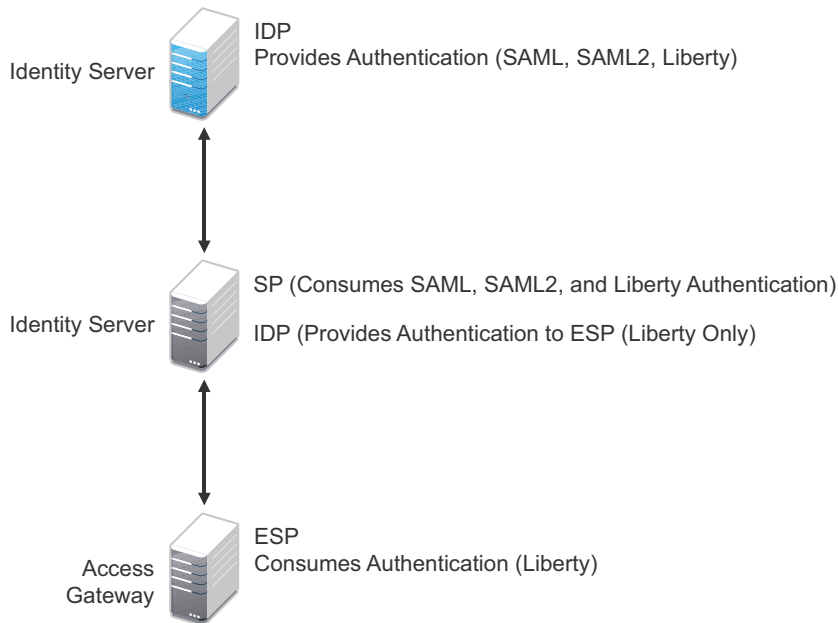 IDP
Provides Authentication (SAML, SAML2, Liberty)
Identity Server
SP (Consumes SAML, SAML2, and Liberty Authentication)
Identity Server
IDP (Provides Authentication to ESP (Liberty Only)
ESP
Consumes Authentication (Liberty)
Access
Gateway